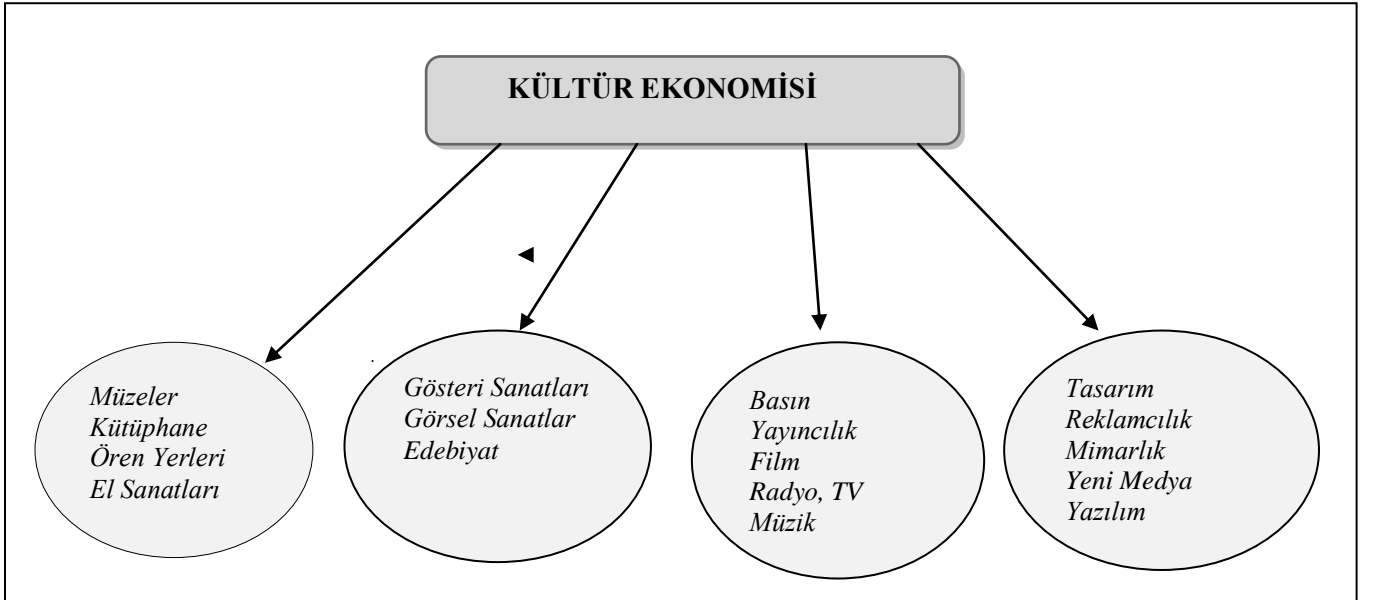 KÜLTÜR EKONOMİSİ
Müzeler
Kütüphane
Ören Yerleri
El Sanatları
Gösteri Sanatları
Görsel Sanatlar
Edebiyat
Basın
Yayıncılık
Film
Radyo, TV
Müzik
Tasarım
Reklamcılık
Mimarlık
Yeni Medya
Yazılım